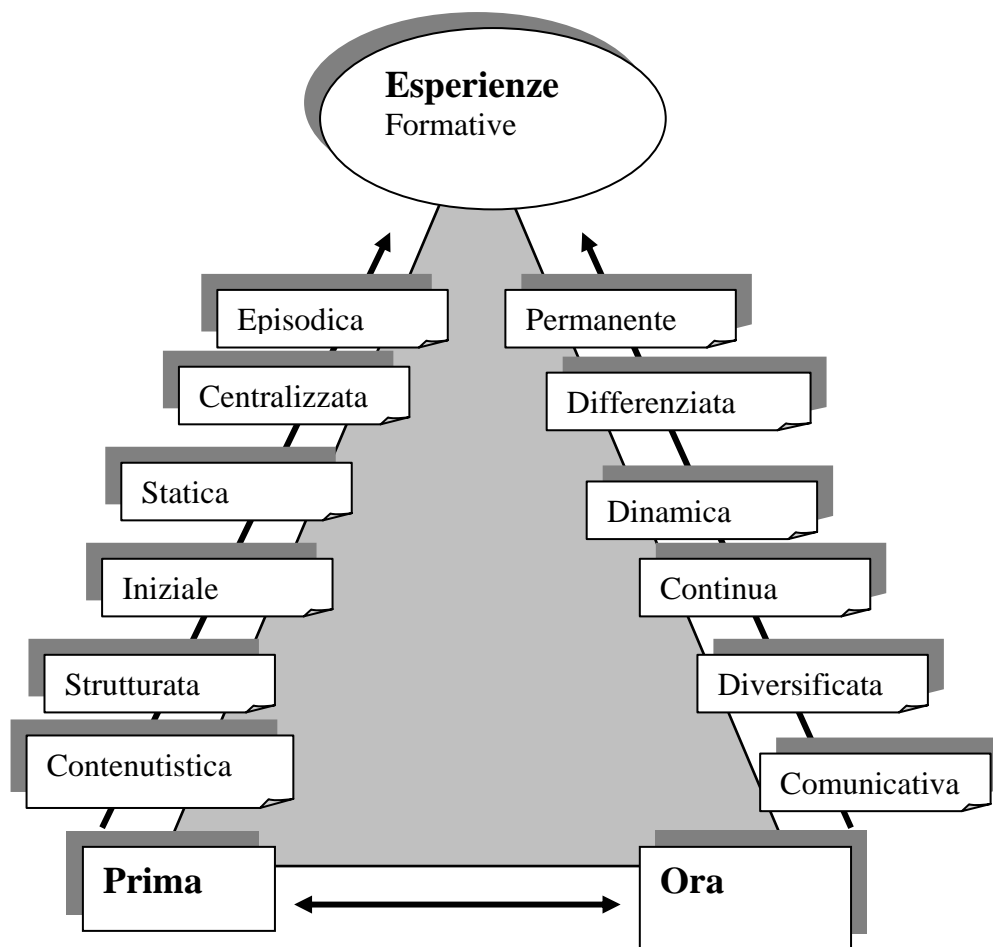 Esperienze
Formative
Episodica
Permanente
Centralizzata
Differenziata
Statica
Dinamica
Iniziale
Continua
Strutturata
Diversificata
Contenutistica
Comunicativa
Prima
Ora